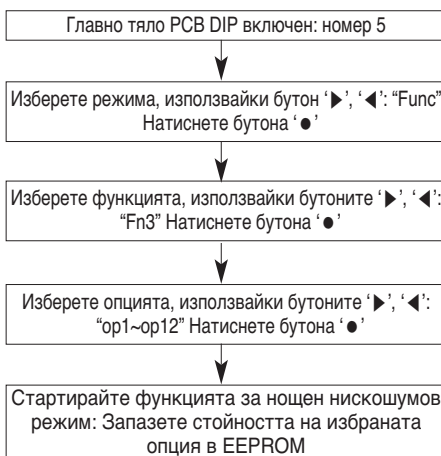 Главно тяло PCB DIP включен: номер 5
Изберете режима, използвайки бутон ‘▶’, ‘◀’: “Func”
Натиснете бутона ‘●’
Изберете функцията, използвайки бутоните ‘▶’, ‘◀’:
“Fn3” Натиснете бутона ‘●’
Изберете опцията, използвайки бутоните ‘▶’, ‘◀’:
“op1~op12” Натиснете бутона ‘●’
Стартирайте функцията за нощен нискошумов
режим: Запазете стойността на избраната
опция в EEPROM